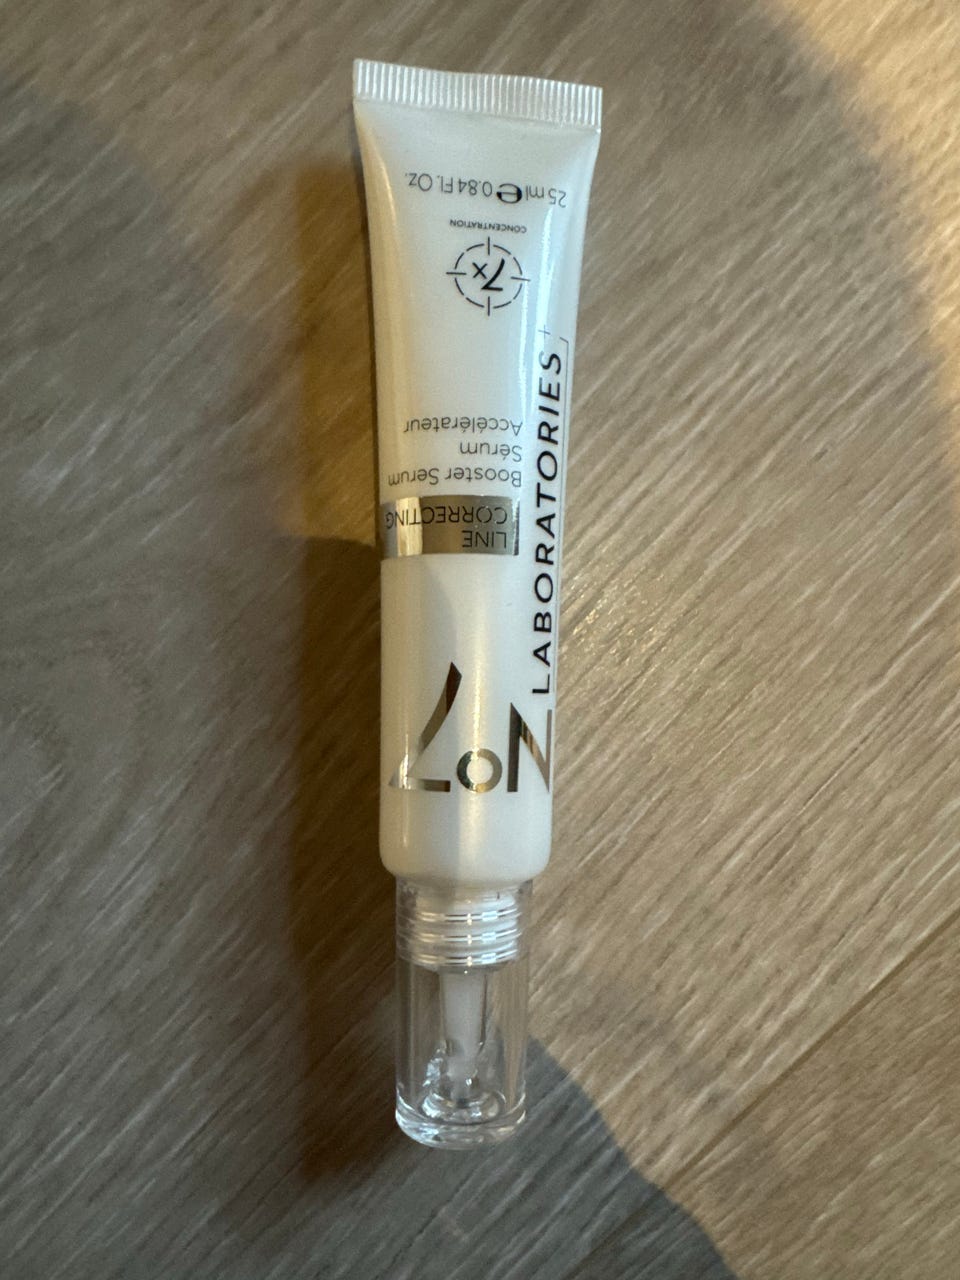 No7
LABORATORIES
LINE
CORRECTING
Booster Serum
Sérum
Accélérateur
7x
CONCENTRATION
25 ml e 0.84 Fl. Oz.